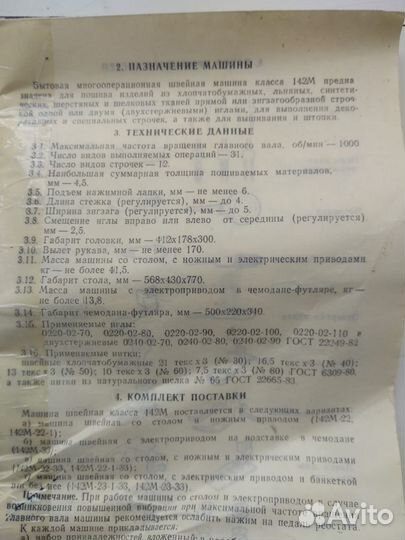 2. НАЗНАЧЕНИЕ МАШИНЫ
Бытовая многооперационная швейная машина класса 142М предна
значена для пошива изделий из хлопчатобумажных, льняных, синтети-
ческих, шерстяных и шелковых тканей прямой или зигзагообразной строч
кой одной или двумя (двухстержневыми) иглами, для выполнения деко-
ративных и специальных строчек, а также для вышивания и штопки.
3. ТЕХНИЧЕСКИЕ ДАННЫЕ
3.1. Максимальная частота вращения главного вала, об/мин — 1000
3.2. Число видов выполняемых операций — 31.
3.3. Число видов строчек — 12.
3.4. Наибольшая суммарная толщина пошиваемых материалов,
мм — 4,5.
3.5. Подъем нажимной лапки, мм — не менее 6.
3.6. Длина стежка (регулируется), мм — до 4.
3.7. Ширина зигзага (регулируется), мм — до 5.
3.8. Смещение иглы вправо или влево от середины (регулируется)
мм — 2,5.
3.9. Габарит головки, мм — 412х178х300.
3.10. Вылет рукава, мм — не менее 170.
3.11. Масса машины со столом, с ножным и электрическим приводами
кг — не более 41,5.
3.12. Габарит стола, мм — 568х430х770.
3.13. Масса машины с электроприводом в чемодане-футляре, кг—
не более 13,8.
3.14. Габарит чемодана-футляра, мм — 500х220х340
3.15. Применяемые иглы:
0220-02-70, 0220-02-80, 0220-02-90, 0220-02-100, 0220-02-110 и
двухстержневые 0240-02-70, 0240-02-80, 0240-02-90 ГОСТ 22249-82
3.16. Применяемые нитки:
швейные хлопчатобумажные 21 текс х 3 (№ 30); 16,5 текс х 3 (№ 40);
13 текс х 3 (№ 50); 10 текс х 3 (№ 60); 7,5 текс х 3 (№ 80) ГОСТ 6309-80,
а также нитки из натурального шелка № 65 ГОСТ 22665-83.
4. КОМПЛЕКТ ПОСТАВКИ
Машина швейная класса 142М поставляется в следующих вариантах:
а) машина швейная со столом с ножным приводом (142М-22,
142М-22-1);
б) машина швейная с электроприводом на подставке в чемодане
(142М-33);
в) машина швейная со столом, с ножным и электрическим приводами
(142М-22-33, 142М-22-1-33);
машина швейная со столом, с электрическим приводом и банкеткой
(142М-23-1-33, 142М-23-33).
Примечание. При работе машины со столом и электроприводом в случае
возникновения повышенной вибрации при максимальной частоте вращения
главного вала машины рекомендуется ослабить нажим на педаль реостата.
К каждой машине прикладывается:
а) набор принадлежностей вложенный в
Avito